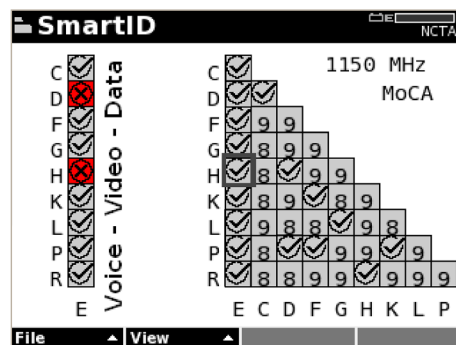 SmartID
E
NCTA
1150 MHz
MoCA
Voice - Video - Data
C
D
F
G
H
K
L
P
R
E
C
D
F 9 9
G 8 9 9
H 8 9 9
K 8 9 8 9
L 9 8 8 9 8
P 8 9 9 9
R 8 8 9 9 9 9 9
E C D F G H K L P
File View